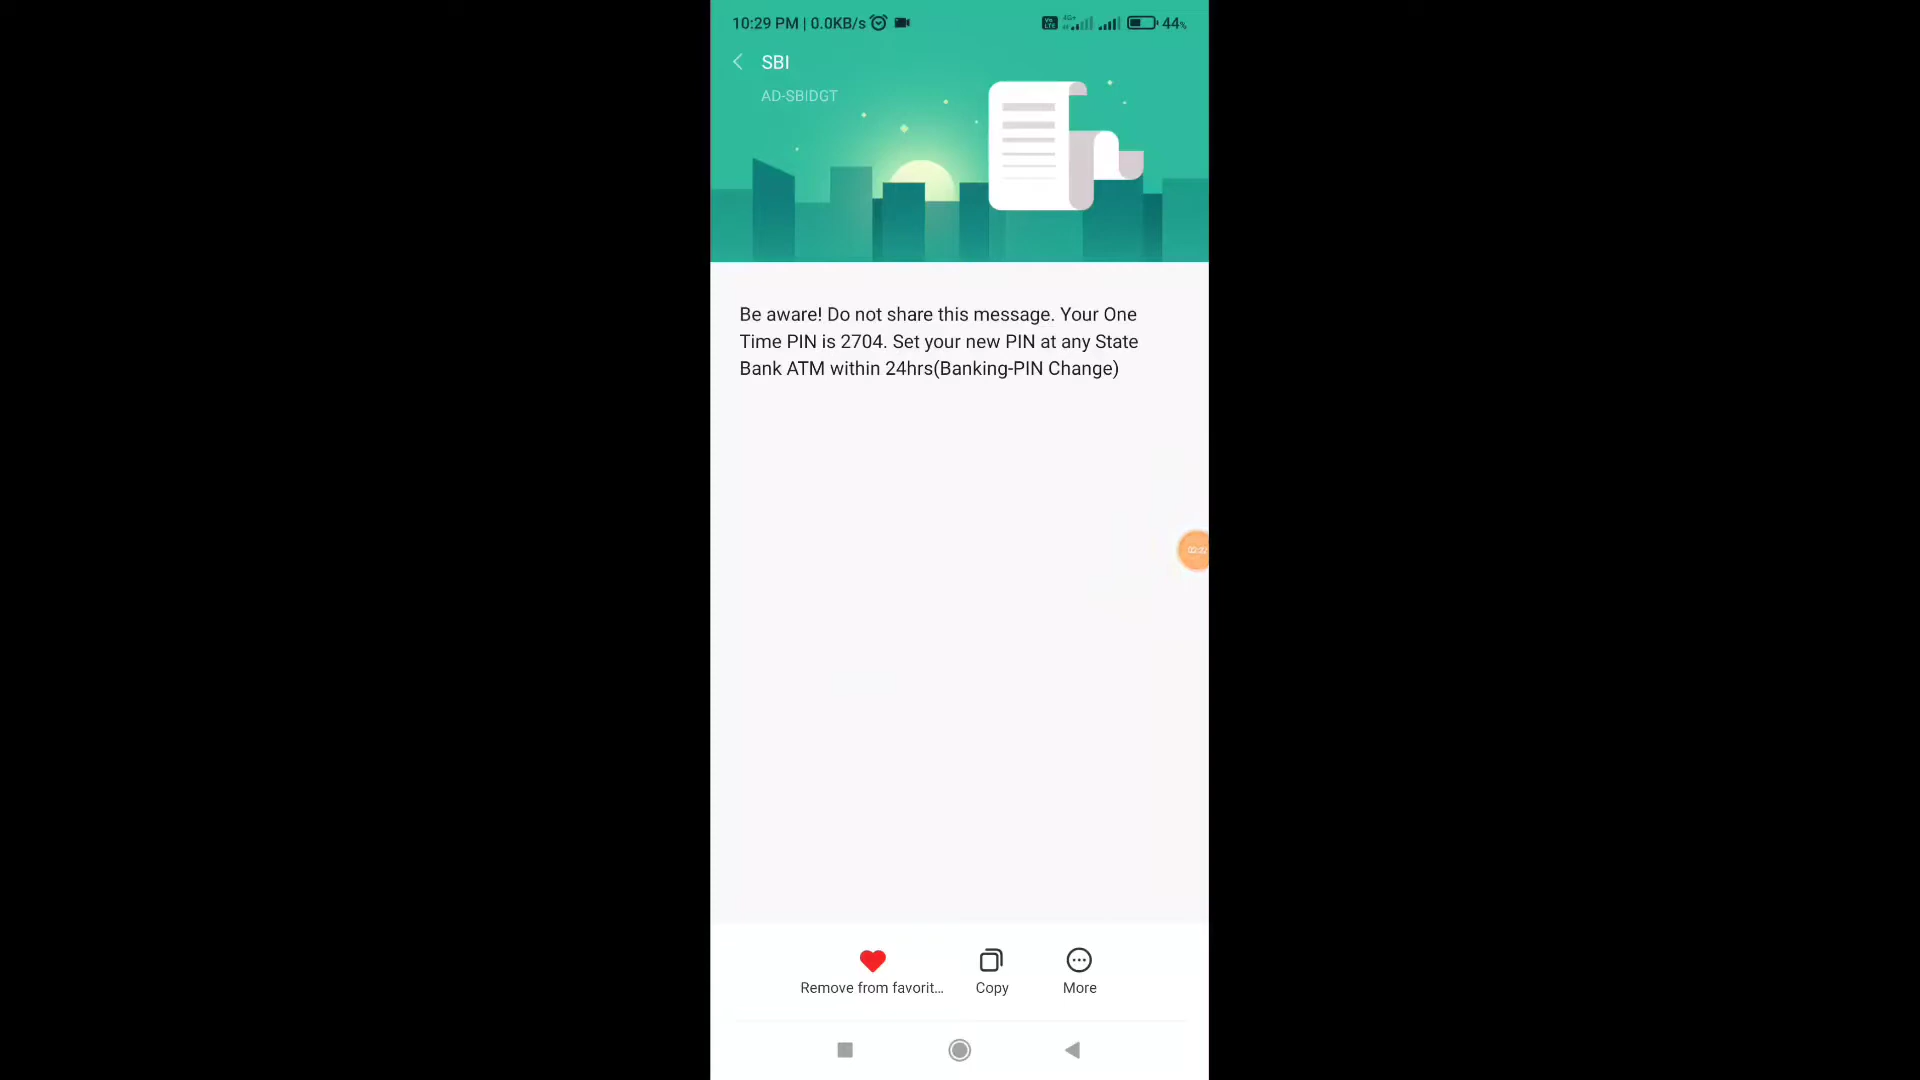 10:29 PM | 0.0KB/s 44%
SBI
AD-SBIDGT
Be aware! Do not share this message. Your One
Time PIN is 2704. Set your new PIN at any State
Bank ATM within 24hrs(Banking-PIN Change)
Remove from favorit... Copy More